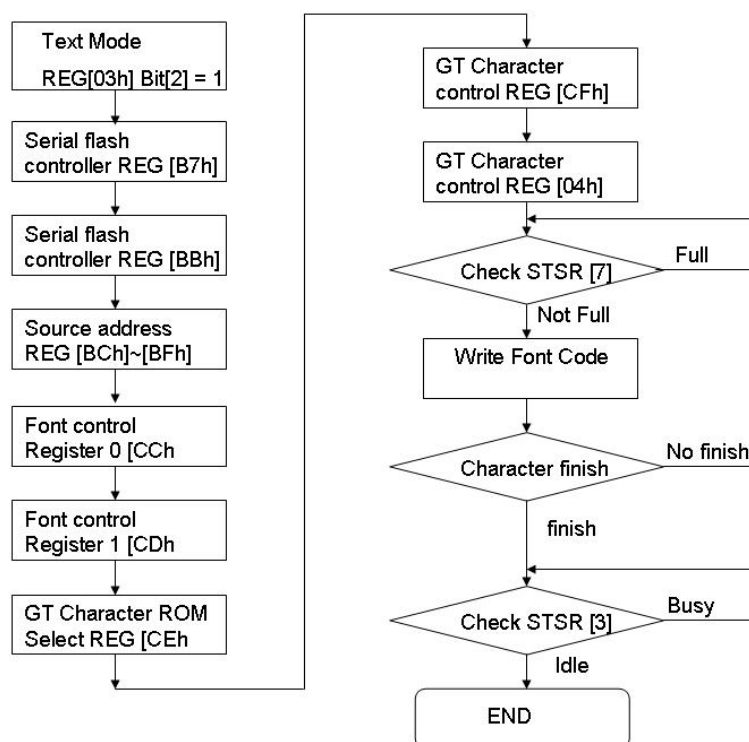 Text Mode
REG[03h] Bit[2] = 1
Serial flash
controller REG [B7h]
Serial flash
controller REG [BBh]
Source address
REG [BCh]~[BFh]
Font control
Register 0 [CCh
Font control
Register 1 [CDh
GT Character ROM
Select REG [CEh
GT Character
control REG [CFh]
GT Character
control REG [04h]
Check STSR [7]
Full
Not Full
Write Font Code
Character finish
No finish
finish
Check STSR [3]
Busy
Idle
END